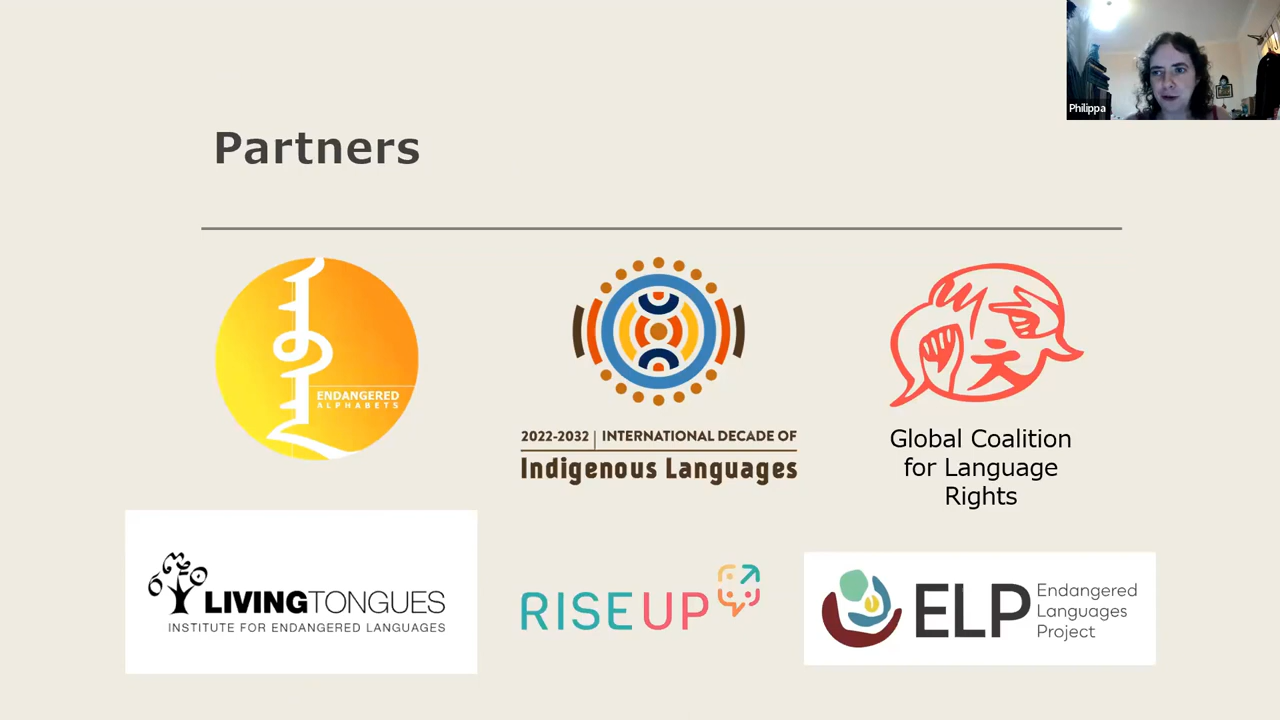 Philippa
Partners
ENDANGERED
ALPHABETS
2022-2032 | INTERNATIONAL DECADE OF
Indigenous Languages
Global Coalition
for Language
Rights
LIVINGTONGUES
INSTITUTE FOR ENDANGERED LANGUAGES
RISEUP
ELP
Endangered
Languages
Project